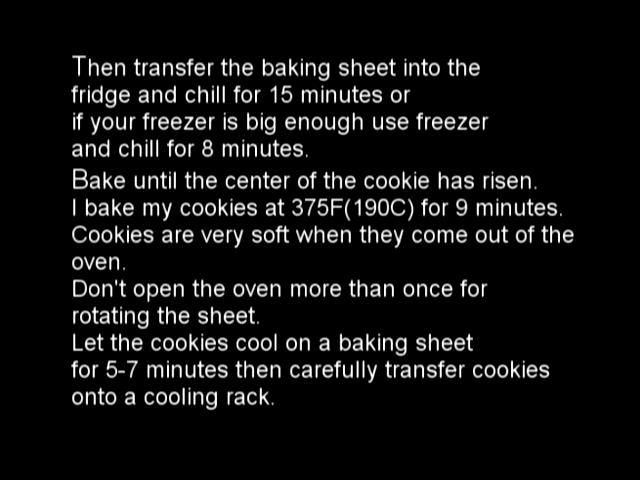 Then transfer the baking sheet into the
fridge and chill for 15 minutes or
if your freezer is big enough use freezer
and chill for 8 minutes.
Bake until the center of the cookie has risen.
I bake my cookies at 375F(190C) for 9 minutes.
Cookies are very soft when they come out of the
oven.
Don't open the oven more than once for
rotating the sheet.
Let the cookies cool on a baking sheet
for 5-7 minutes then carefully transfer cookies
onto a cooling rack.